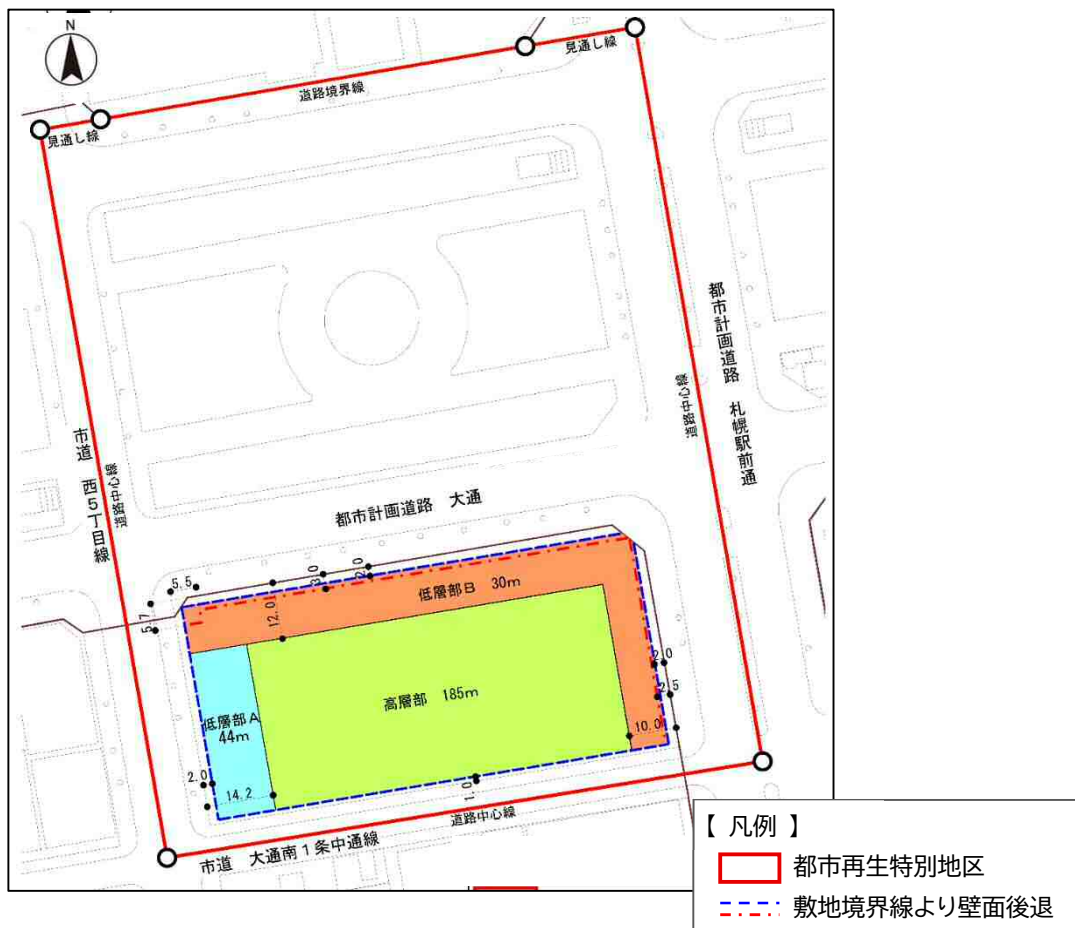 N
見通し線
道路境界線
見通し線
都市計画道路 札幌駅前通
道路中心線
市道 西5丁目線
道路中心線
都市計画道路 大通
5.5
5.7
3.0
2.0
12.0
低層部B 30m
高層部 185m
低層部A
44m
2.0
2.5
10.0
2.0
14.2
1.0
道路中心線
市道 大通南1条中通線
【 凡例 】
都市再生特別地区
敷地境界線より壁面後退